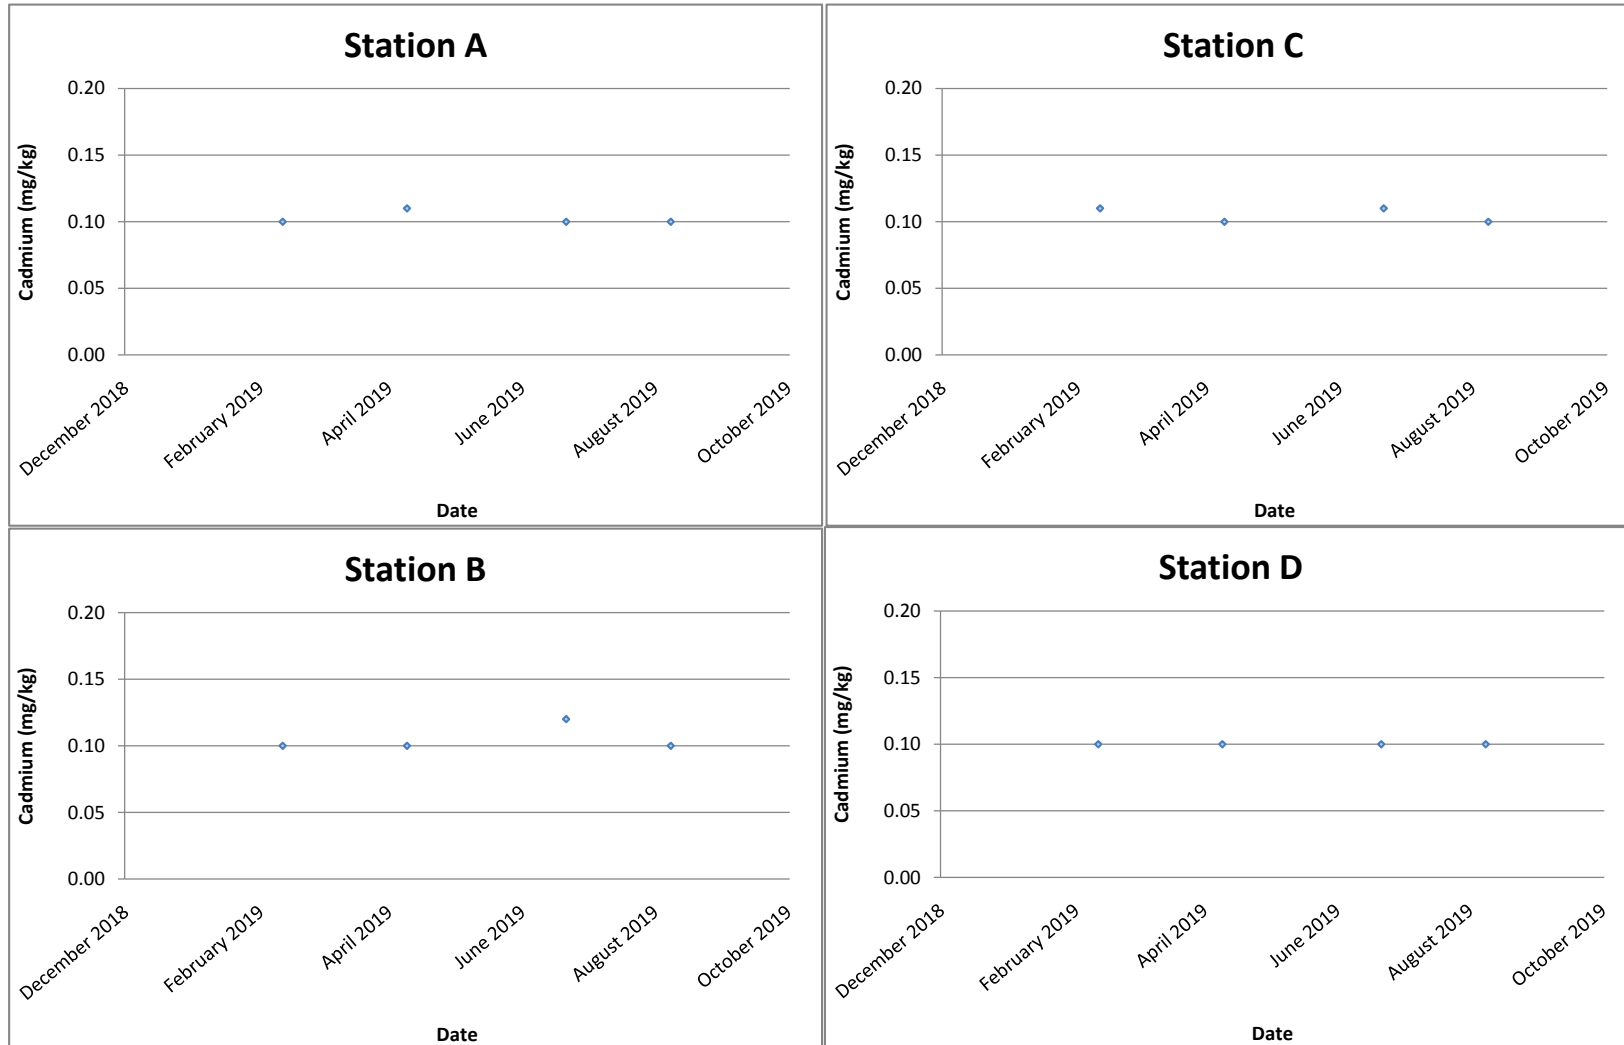 Station A
Cadmium (mg/kg)
0.20
0.15
0.10
0.05
0.00
December 2018
February 2019
April 2019
June 2019
August 2019
October 2019
Date
Station C
Cadmium (mg/kg)
0.20
0.15
0.10
0.05
0.00
December 2018
February 2019
April 2019
June 2019
August 2019
October 2019
Date
Station B
Cadmium (mg/kg)
0.20
0.15
0.10
0.05
0.00
December 2018
February 2019
April 2019
June 2019
August 2019
October 2019
Date
Station D
Cadmium (mg/kg)
0.20
0.15
0.10
0.05
0.00
December 2018
February 2019
April 2019
June 2019
August 2019
October 2019
Date